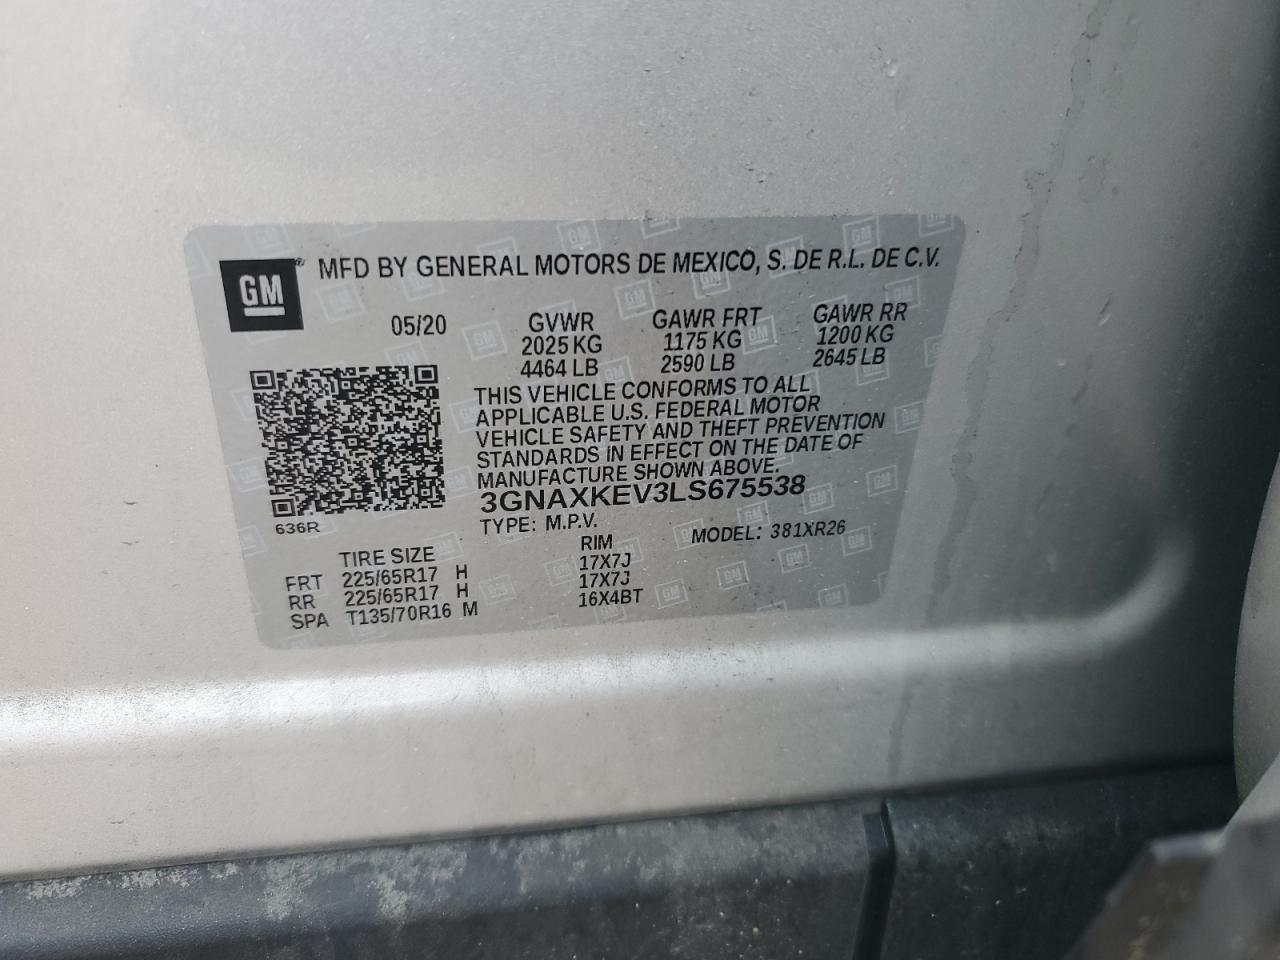 GM ® MFD BY GENERAL MOTORS DE MEXICO, S. DE R.L. DE C.V.
05/20 GVWR GAWR FRT GAWR RR
2025 KG 1175 KG 1200 KG
4464 LB 2590 LB 2645 LB
THIS VEHICLE CONFORMS TO ALL
APPLICABLE U.S. FEDERAL MOTOR
VEHICLE SAFETY AND THEFT PREVENTION
STANDARDS IN EFFECT ON THE DATE OF
MANUFACTURE SHOWN ABOVE.
3GNAXKEV3LS675538
636R TYPE: M.P.V. MODEL: 381XR26
TIRE SIZE RIM
FRT 225/65R17 H 17X7J
RR 225/65R17 H 17X7J
SPA T135/70R16 M 16X4BT